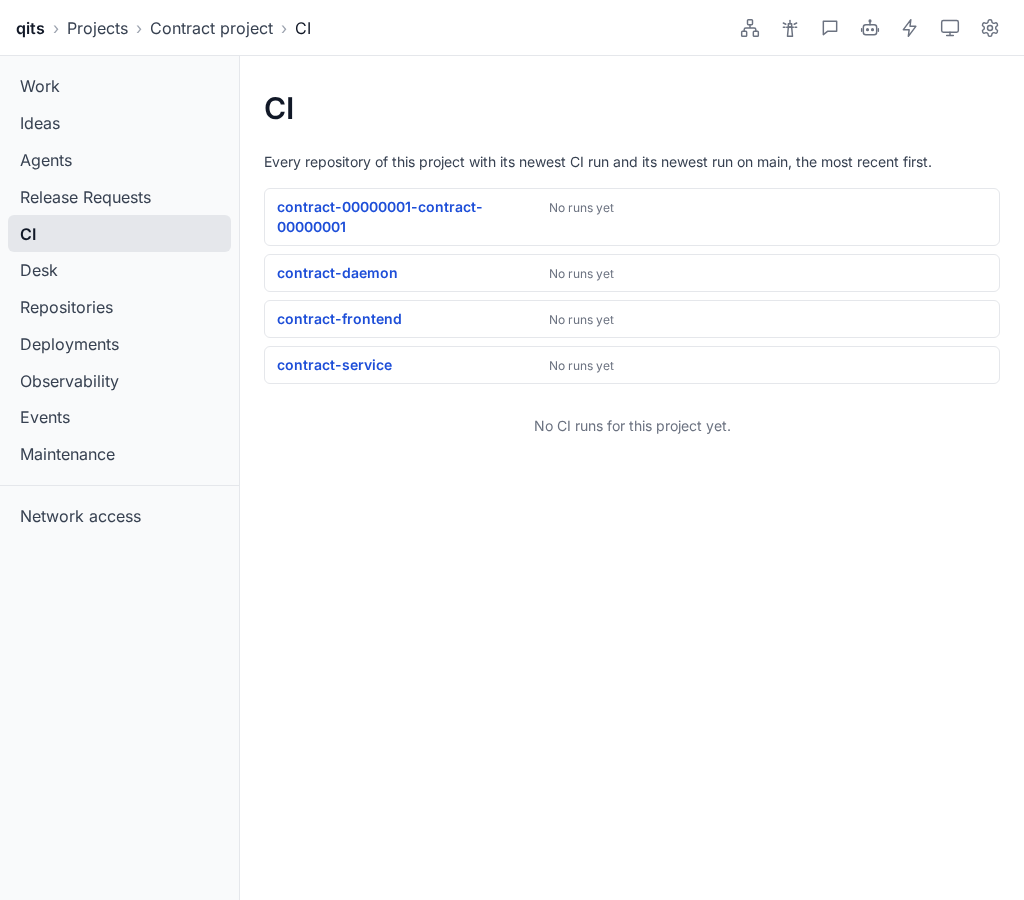 qits › Projects › Contract project › CI
Work
Ideas
Agents
Release Requests
CI
Desk
Repositories
Deployments
Observability
Events
Maintenance
Network access
CI
Every repository of this project with its newest CI run and its newest run on main, the most recent first.
contract-00000001-contract-
00000001
No runs yet
contract-daemon No runs yet
contract-frontend No runs yet
contract-service No runs yet
No CI runs for this project yet.